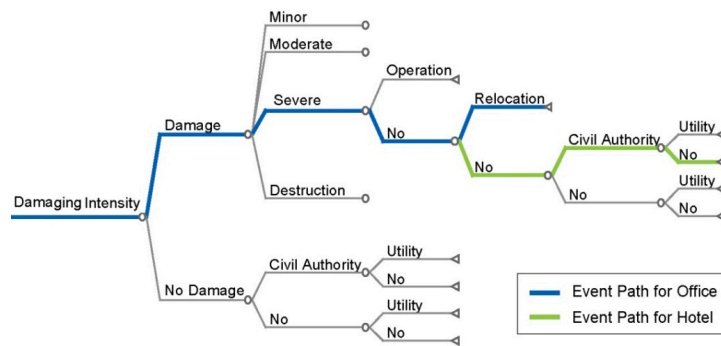 Minor
Moderate
Operation
Severe
Relocation
Damage
No
Civil Authority
Utility
No
No
Destruction
Utility
No
No
Damaging Intensity
Civil Authority
Utility
No Damage
No
Utility
No
No
Event Path for Office
Event Path for Hotel